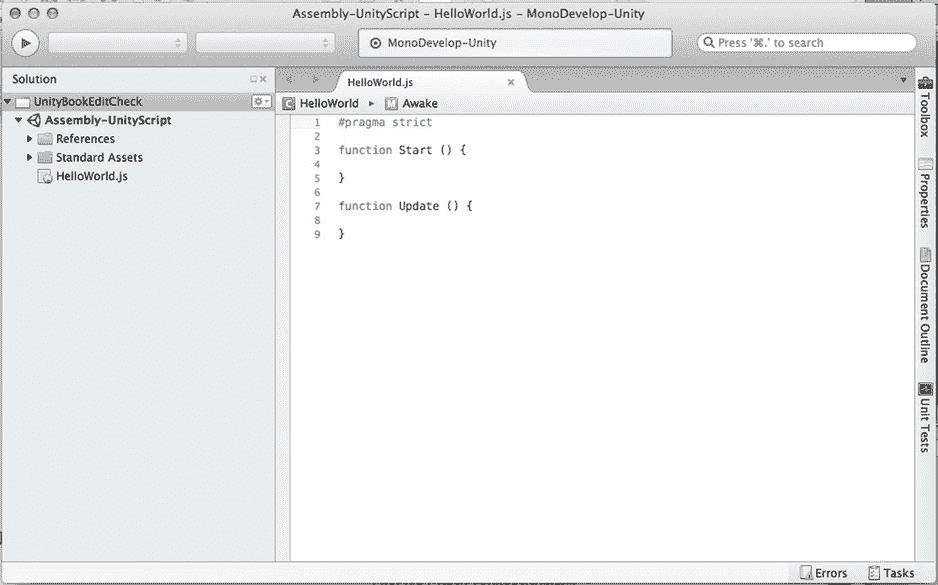 Assembly-UnityScript – HelloWorld.js – MonoDevelop-Unity
MonoDevelop-Unity
Press '⌘.' to search
Solution
UnityBookEditCheck
Assembly-UnityScript
References
Standard Assets
HelloWorld.js
HelloWorld.js
HelloWorld ▸ Awake
1 #pragma strict
2
3 function Start () {
4
5 }
6
7 function Update () {
8
9 }
Toolbox
Properties
Document Outline
Unit Tests
Errors
Tasks